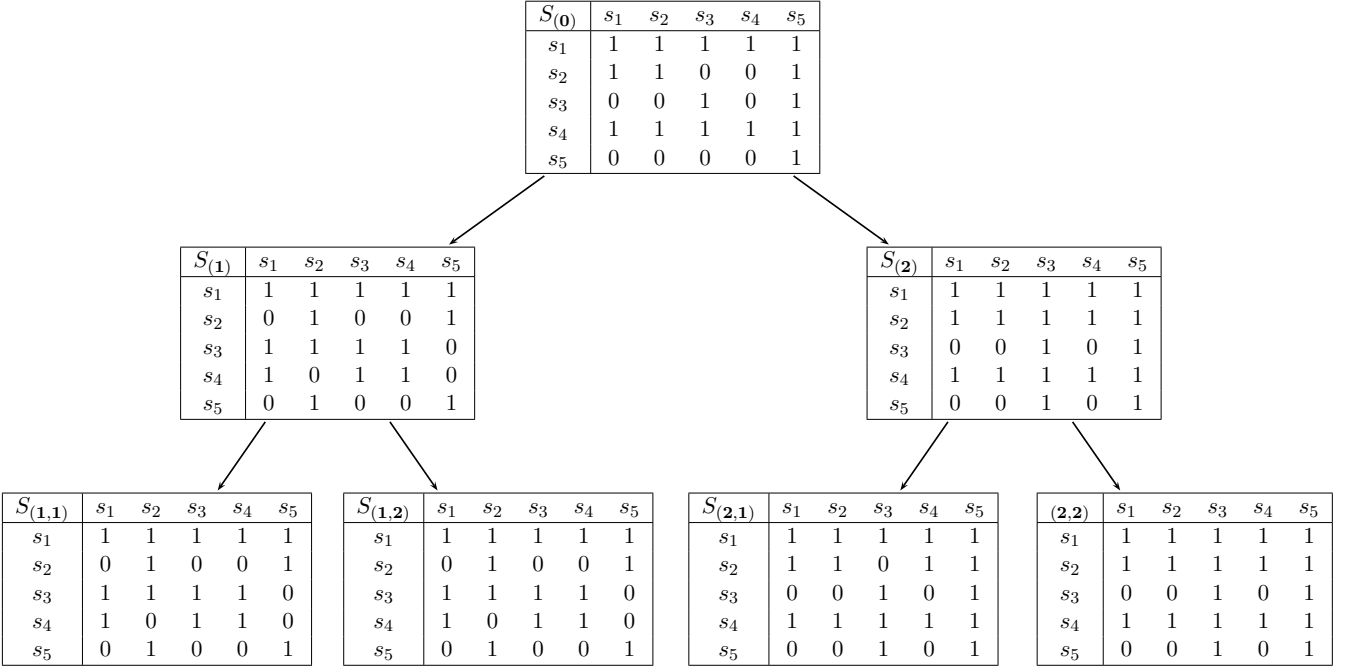 S(0) s1 s2 s3 s4 s5
s1 1 1 1 1 1
s2 1 1 0 0 1
s3 0 0 1 0 1
s4 1 1 1 1 1
s5 0 0 0 0 1
S(1) s1 s2 s3 s4 s5
s1 1 1 1 1 1
s2 0 1 0 0 1
s3 1 1 1 1 0
s4 1 0 1 1 0
s5 0 1 0 0 1
S(2) s1 s2 s3 s4 s5
s1 1 1 1 1 1
s2 1 1 1 1 1
s3 0 0 1 0 1
s4 1 1 1 1 1
s5 0 0 1 0 1
S(1,1) s1 s2 s3 s4 s5
s1 1 1 1 1 1
s2 0 1 0 0 1
s3 1 1 1 1 0
s4 1 0 1 1 0
s5 0 1 0 0 1
S(1,2) s1 s2 s3 s4 s5
s1 1 1 1 1 1
s2 0 1 0 0 1
s3 1 1 1 1 0
s4 1 0 1 1 0
s5 0 1 0 0 1
S(2,1) s1 s2 s3 s4 s5
s1 1 1 1 1 1
s2 1 1 0 1 1
s3 0 0 1 0 1
s4 1 1 1 1 1
s5 0 0 1 0 1
(2,2) s1 s2 s3 s4 s5
s1 1 1 1 1 1
s2 1 1 1 1 1
s3 0 0 1 0 1
s4 1 1 1 1 1
s5 0 0 1 0 1